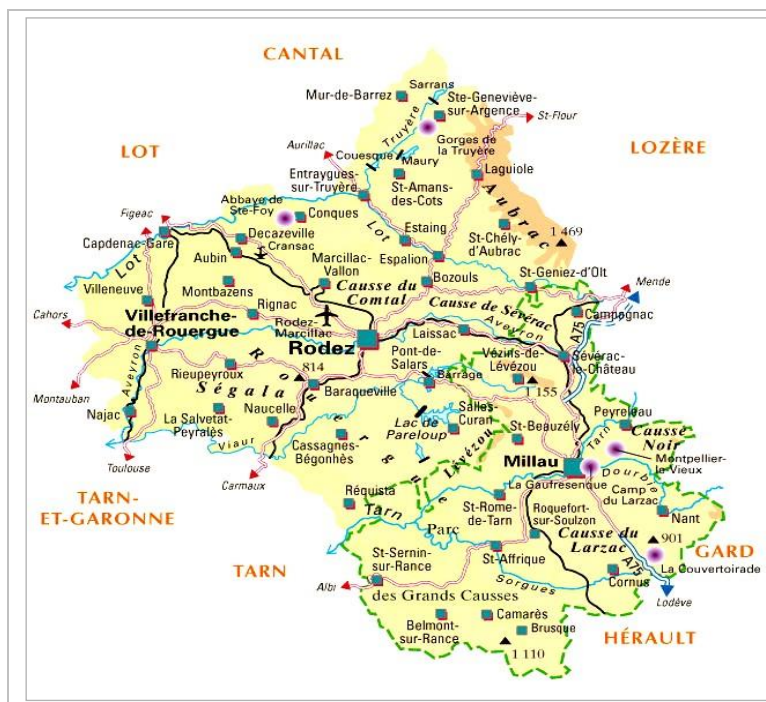 CANTAL
Sarrans
Mur-de-Barrez
Ste-Geneviève-
sur-Argence
St-Flour
Truyère
Gorges de
la Truyère
LOT
LOZÈRE
Aurillac
Couesque
Maury
Entraygues-
sur-Truyère
St-Amans-
des-Cots
Laguiole
Aubrac
Abbaye de
Ste-Foy
Conques
Figeac
Capdenac-Gare
Decazeville
Cransac
Aubin
Lot
Estaing
Espalion
St-Chély-
d'Aubrac
1 469
Lot
Marcillac-
Vallon
Bozouls
St-Geniez-d'Olt
Mende
Villeneuve
Montbazens
Causse du
Comtal
Causse de Sévérac
Campagnac
Rignac
Cahors
Villefranche-
de-Rouergue
Rodez-
Marcillac
Rodez
Laissac
Aveyron
A75
Sévérac-
le-Château
Pont-de-
Salars
Vézins-de-
Lévézou
Aveyron
Rieupeyroux
814
Baraqueville
Barrage
1 155
Montauban
Ségala
Rouergue
Najac
La Salvetat-
Peyralès
Naucelle
Salles-
Curan
Lac de
Pareloup
Peyreleau
Causse
Noir
Tarn
St-Beauzély
Viaur
Cassagnes-
Bégonhès
Lévézou
Millau
Montpellier-
le-Vieux
Toulouse
Carmaux
La Gaufresenque
Dourbie
Camp du
Larzac
Réquista
TARN-
ET-GARONNE
Tarn
St-Rome-
de-Tarn
Roquefort-
sur-Soulzon
Nant
Parc
Causse du
Larzac
901
GARD
TARN
St-Sernin-
sur-Rance
St-Affrique
La Couvertoirade
A75
Albi
Sorgues
Cornus
des Grands Causses
Lodève
Belmont-
sur-Rance
Camarès
Brusque
HÉRAULT
1 110